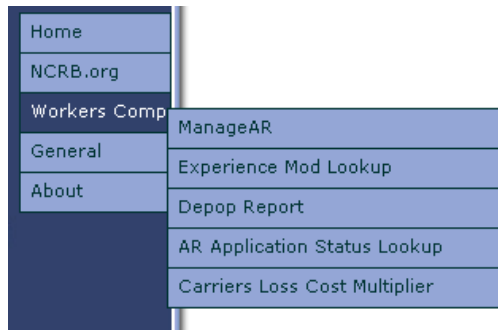 Home
NCRB.org
Workers Comp
General
About
ManageAR
Experience Mod Lookup
Depop Report
AR Application Status Lookup
Carriers Loss Cost Multiplier